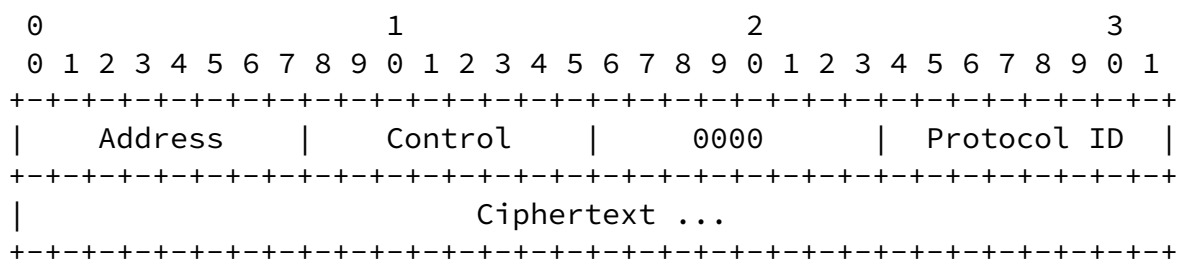 0                   1                   2                   3
 0 1 2 3 4 5 6 7 8 9 0 1 2 3 4 5 6 7 8 9 0 1 2 3 4 5 6 7 8 9 0 1
+-+-+-+-+-+-+-+-+-+-+-+-+-+-+-+-+-+-+-+-+-+-+-+-+-+-+-+-+-+-+-+-+
|    Address    |    Control    |     0000      |  Protocol ID  |
+-+-+-+-+-+-+-+-+-+-+-+-+-+-+-+-+-+-+-+-+-+-+-+-+-+-+-+-+-+-+-+-+
|                         Ciphertext ...
+-+-+-+-+-+-+-+-+-+-+-+-+-+-+-+-+-+-+-+-+-+-+-+-+-+-+-+-+-+-+-+-+